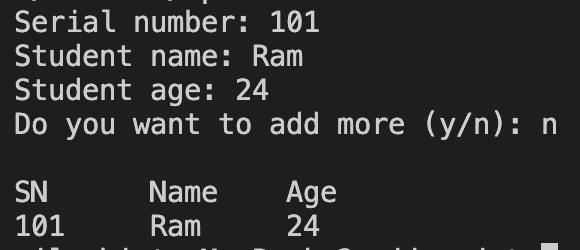 Serial number: 101
Student name: Ram
Student age: 24
Do you want to add more (y/n): n
SN Name Age
101 Ram 24